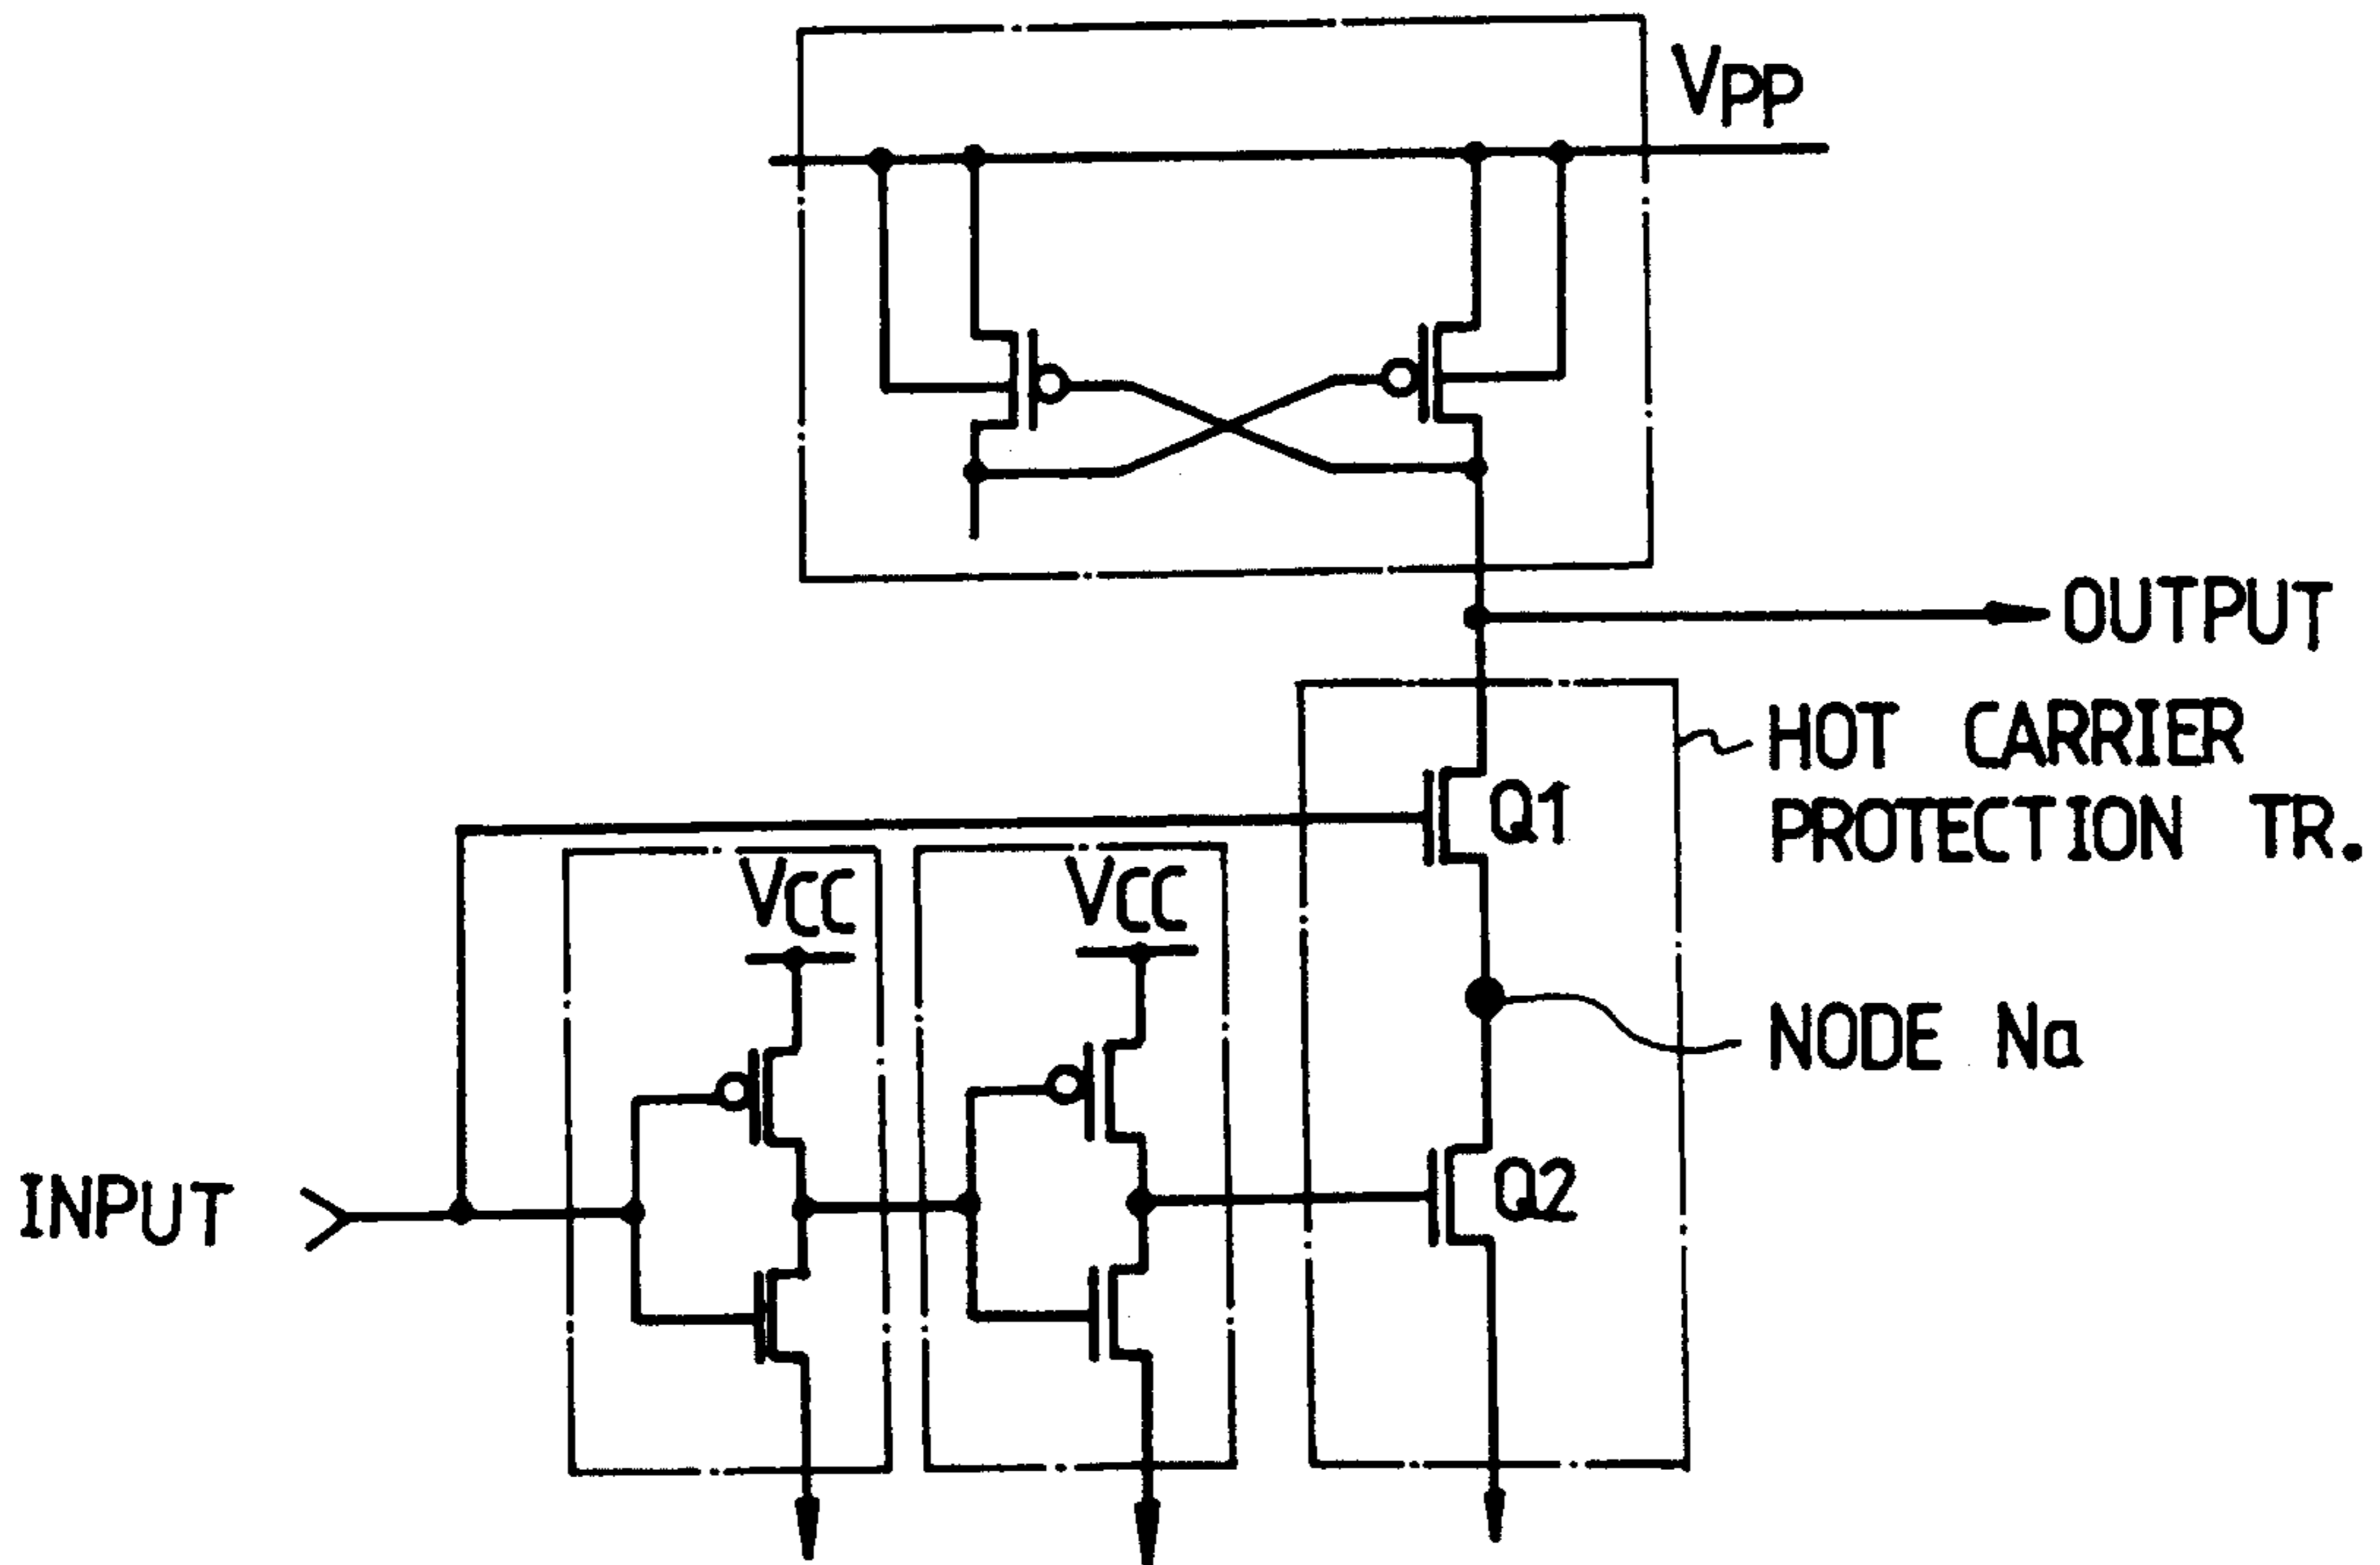 VPP
OUTPUT
HOT CARRIER
PROTECTION TR.
Q1
VCC
VCC
NODE Na
INPUT
Q2